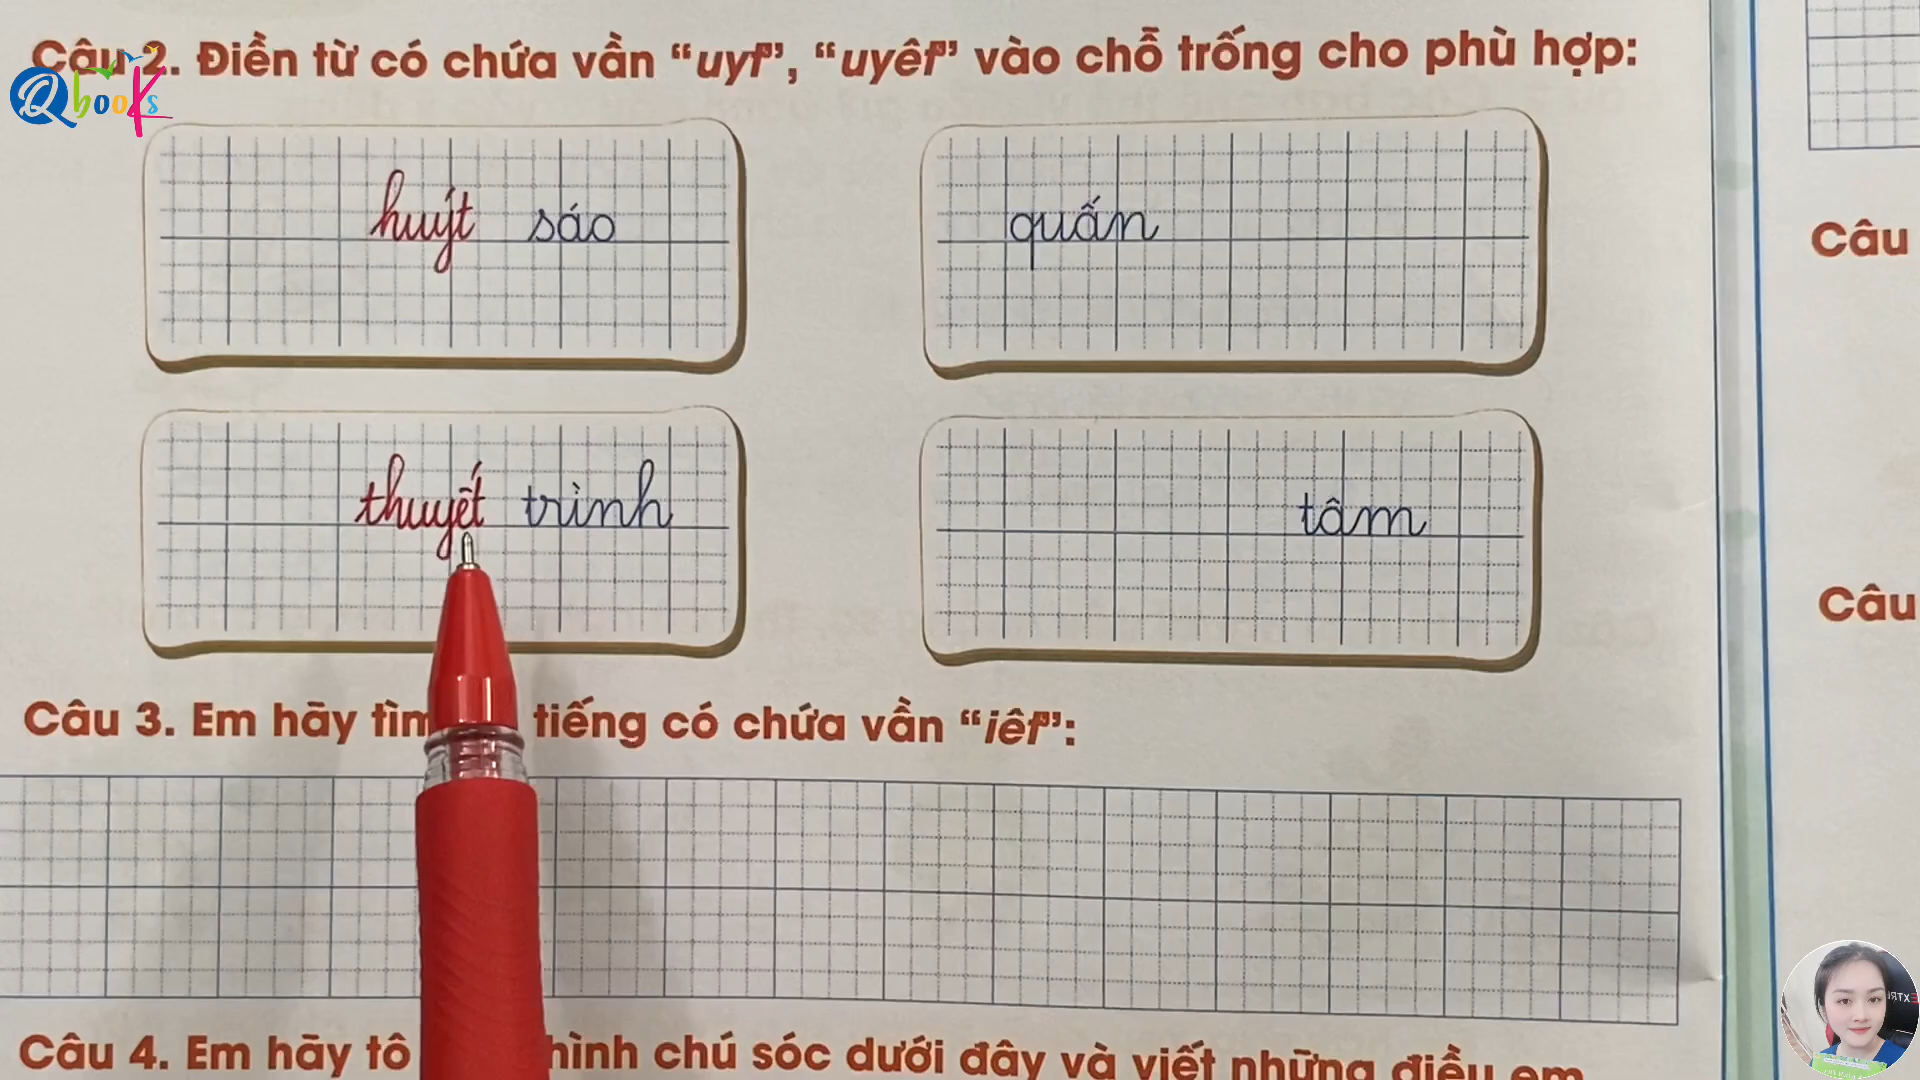 Câu 2. Điền từ có chứa vần “uyt”, “uyêt” vào chỗ trống cho phù hợp:
Qbooks
huýt sáo
quấn
thuyết trình
tâm
Câu 3. Em hãy tìm tiếng có chứa vần “iêt”:
Câu 4. Em hãy tô hình chú sóc dưới đây và viết những điều em
Câu
Câu